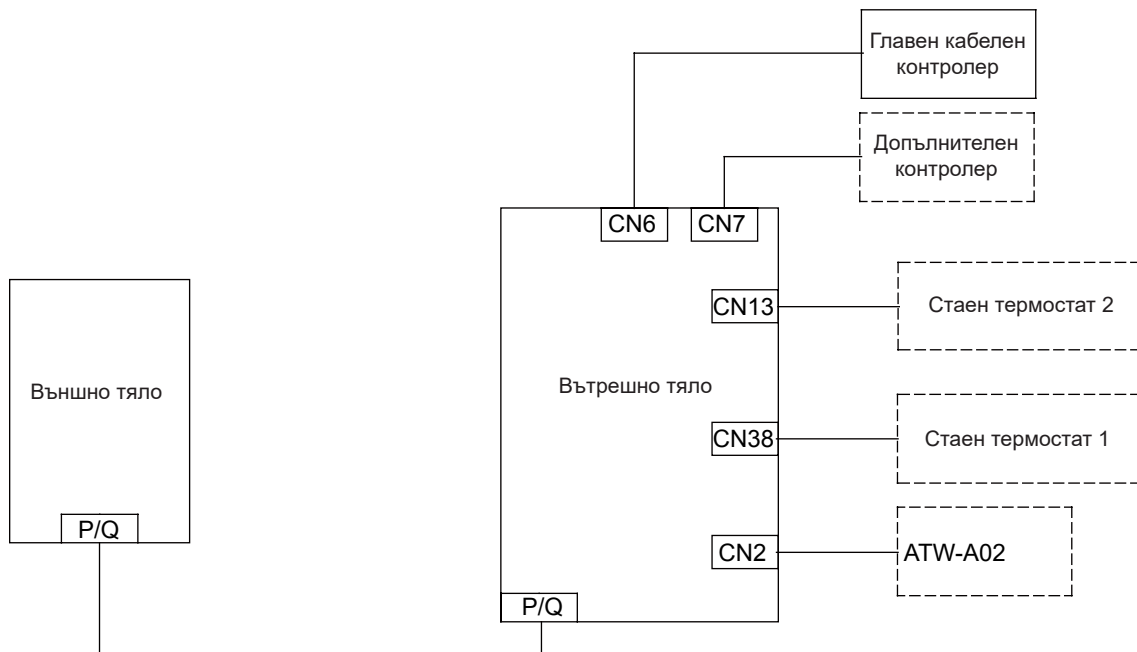 Главен кабелен
контролер
Допълнителен
контролер
CN6
CN7
CN13
Стаен термостат 2
Външно тяло
Вътрешно тяло
CN38
Стаен термостат 1
P/Q
CN2
ATW-A02
P/Q